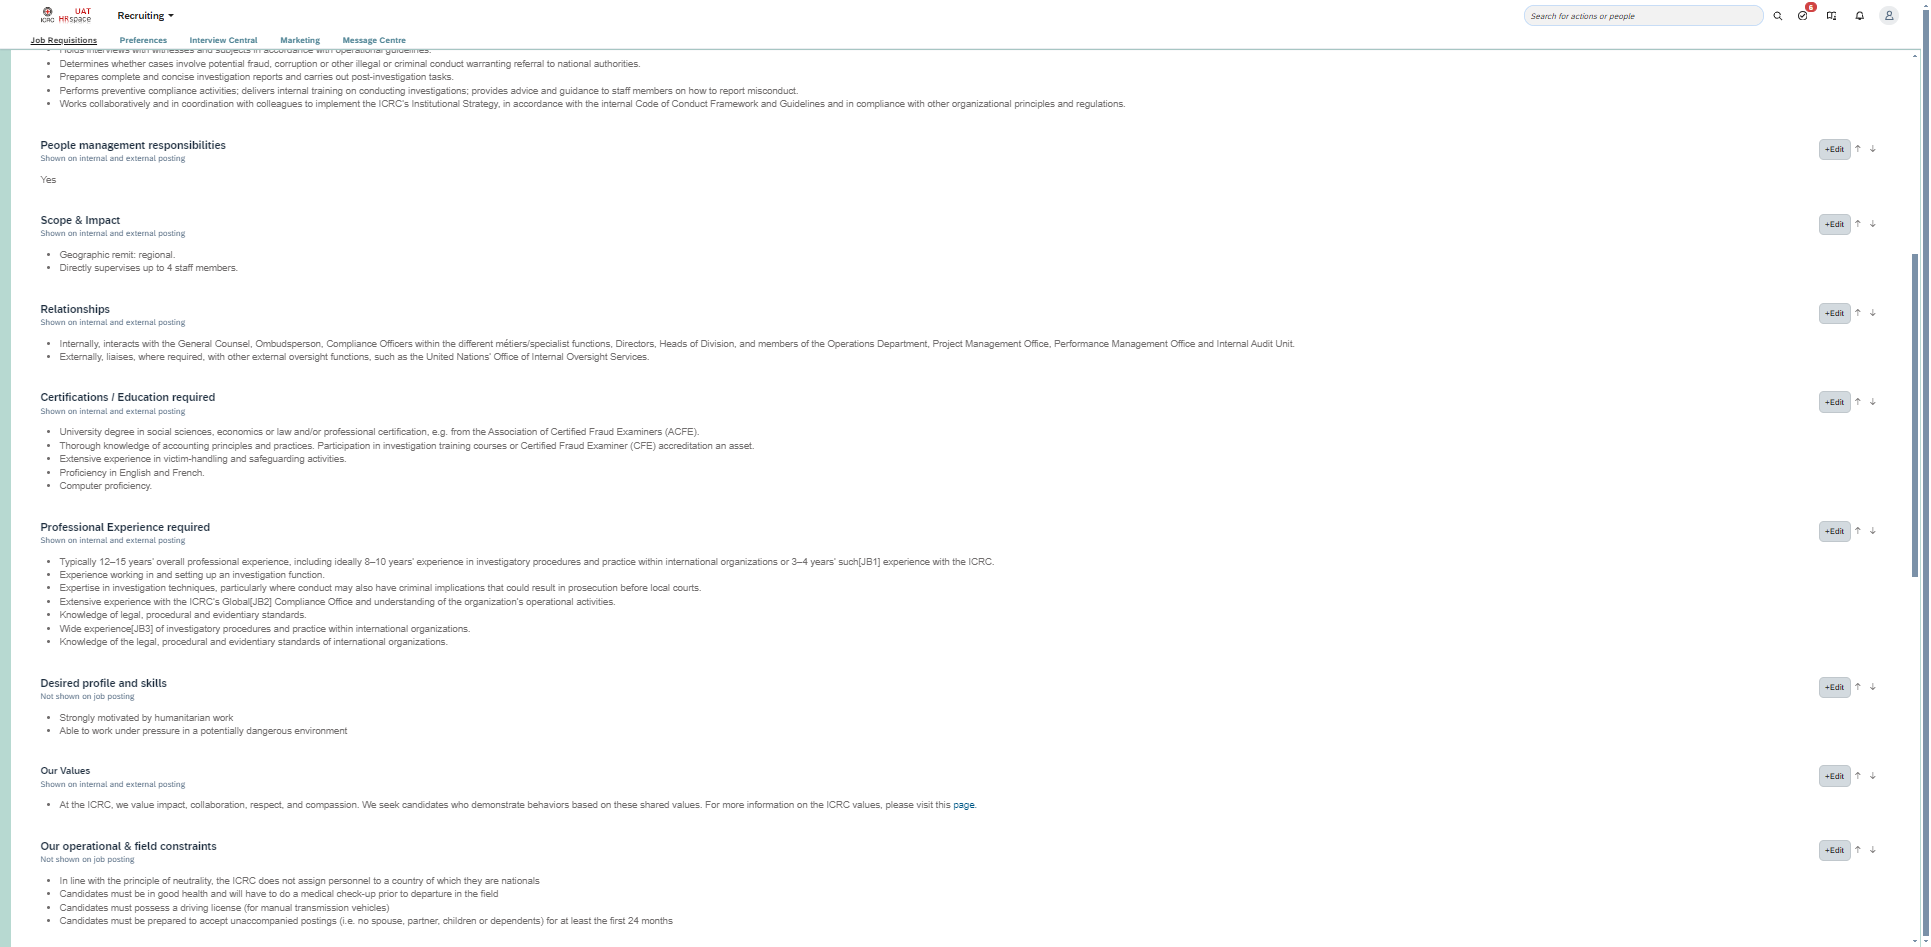 ICRC
UAT
HRspace
Recruiting
Search for actions or people
6
Job Requisitions
Preferences
Interview Central
Marketing
Message Centre
Holds interviews with witnesses and subjects in accordance with operational guidelines.
Determines whether cases involve potential fraud, corruption or other illegal or criminal conduct warranting referral to national authorities.
Prepares complete and concise investigation reports and carries out post-investigation tasks.
Performs preventive compliance activities; delivers internal training on conducting investigations; provides advice and guidance to staff members on how to report misconduct.
Works collaboratively and in coordination with colleagues to implement the ICRC's Institutional Strategy, in accordance with the internal Code of Conduct Framework and Guidelines and in compliance with other organizational principles and regulations.
People management responsibilities
+Edit
Shown on internal and external posting
Yes
Scope & Impact
+Edit
Shown on internal and external posting
Geographic remit: regional.
Directly supervises up to 4 staff members.
Relationships
+Edit
Shown on internal and external posting
Internally, interacts with the General Counsel, Ombudsperson, Compliance Officers within the different métiers/specialist functions, Directors, Heads of Division, and members of the Operations Department, Project Management Office, Performance Management Office and Internal Audit Unit.
Externally, liaises, where required, with other external oversight functions, such as the United Nations' Office of Internal Oversight Services.
Certifications / Education required
+Edit
Shown on internal and external posting
University degree in social sciences, economics or law and/or professional certification, e.g. from the Association of Certified Fraud Examiners (ACFE).
Thorough knowledge of accounting principles and practices. Participation in investigation training courses or Certified Fraud Examiner (CFE) accreditation an asset.
Extensive experience in victim-handling and safeguarding activities.
Proficiency in English and French.
Computer proficiency.
Professional Experience required
+Edit
Shown on internal and external posting
Typically 12–15 years' overall professional experience, including ideally 8–10 years' experience in investigatory procedures and practice within international organizations or 3–4 years' such[JB1] experience with the ICRC.
Experience working in and setting up an investigation function.
Expertise in investigation techniques, particularly where conduct may also have criminal implications that could result in prosecution before local courts.
Extensive experience with the ICRC's Global[JB2] Compliance Office and understanding of the organization's operational activities.
Knowledge of legal, procedural and evidentiary standards.
Wide experience[JB3] of investigatory procedures and practice within international organizations.
Knowledge of the legal, procedural and evidentiary standards of international organizations.
Desired profile and skills
+Edit
Not shown on job posting
Strongly motivated by humanitarian work
Able to work under pressure in a potentially dangerous environment
Our Values
+Edit
Shown on internal and external posting
At the ICRC, we value impact, collaboration, respect, and compassion. We seek candidates who demonstrate behaviors based on these shared values. For more information on the ICRC values, please visit this page.
Our operational & field constraints
+Edit
Not shown on job posting
In line with the principle of neutrality, the ICRC does not assign personnel to a country of which they are nationals
Candidates must be in good health and will have to do a medical check-up prior to departure in the field
Candidates must possess a driving license (for manual transmission vehicles)
Candidates must be prepared to accept unaccompanied postings (i.e. no spouse, partner, children or dependents) for at least the first 24 months